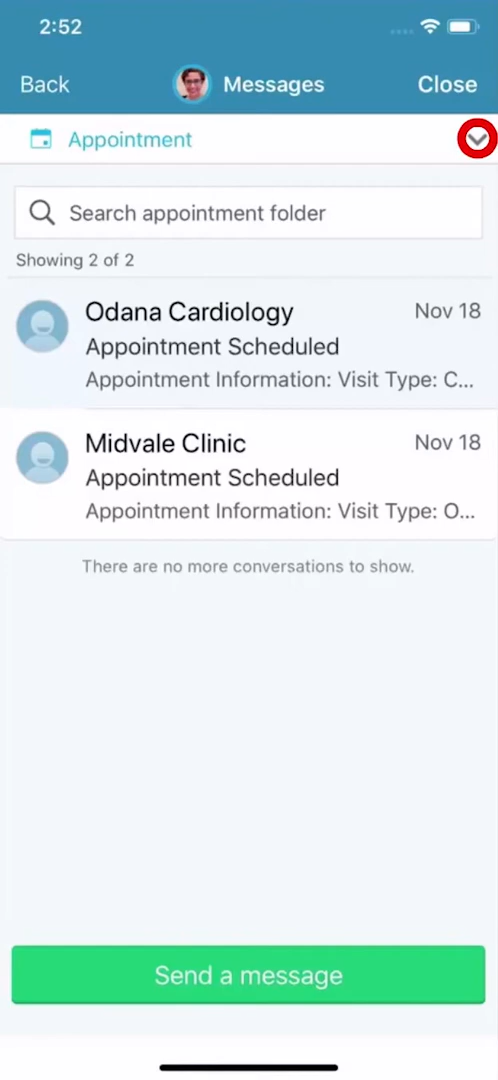 2:52
Back Messages Close
Appointment
Search appointment folder
Showing 2 of 2
Odana Cardiology Nov 18
Appointment Scheduled
Appointment Information: Visit Type: C...
Midvale Clinic Nov 18
Appointment Scheduled
Appointment Information: Visit Type: O...
There are no more conversations to show.
Send a message